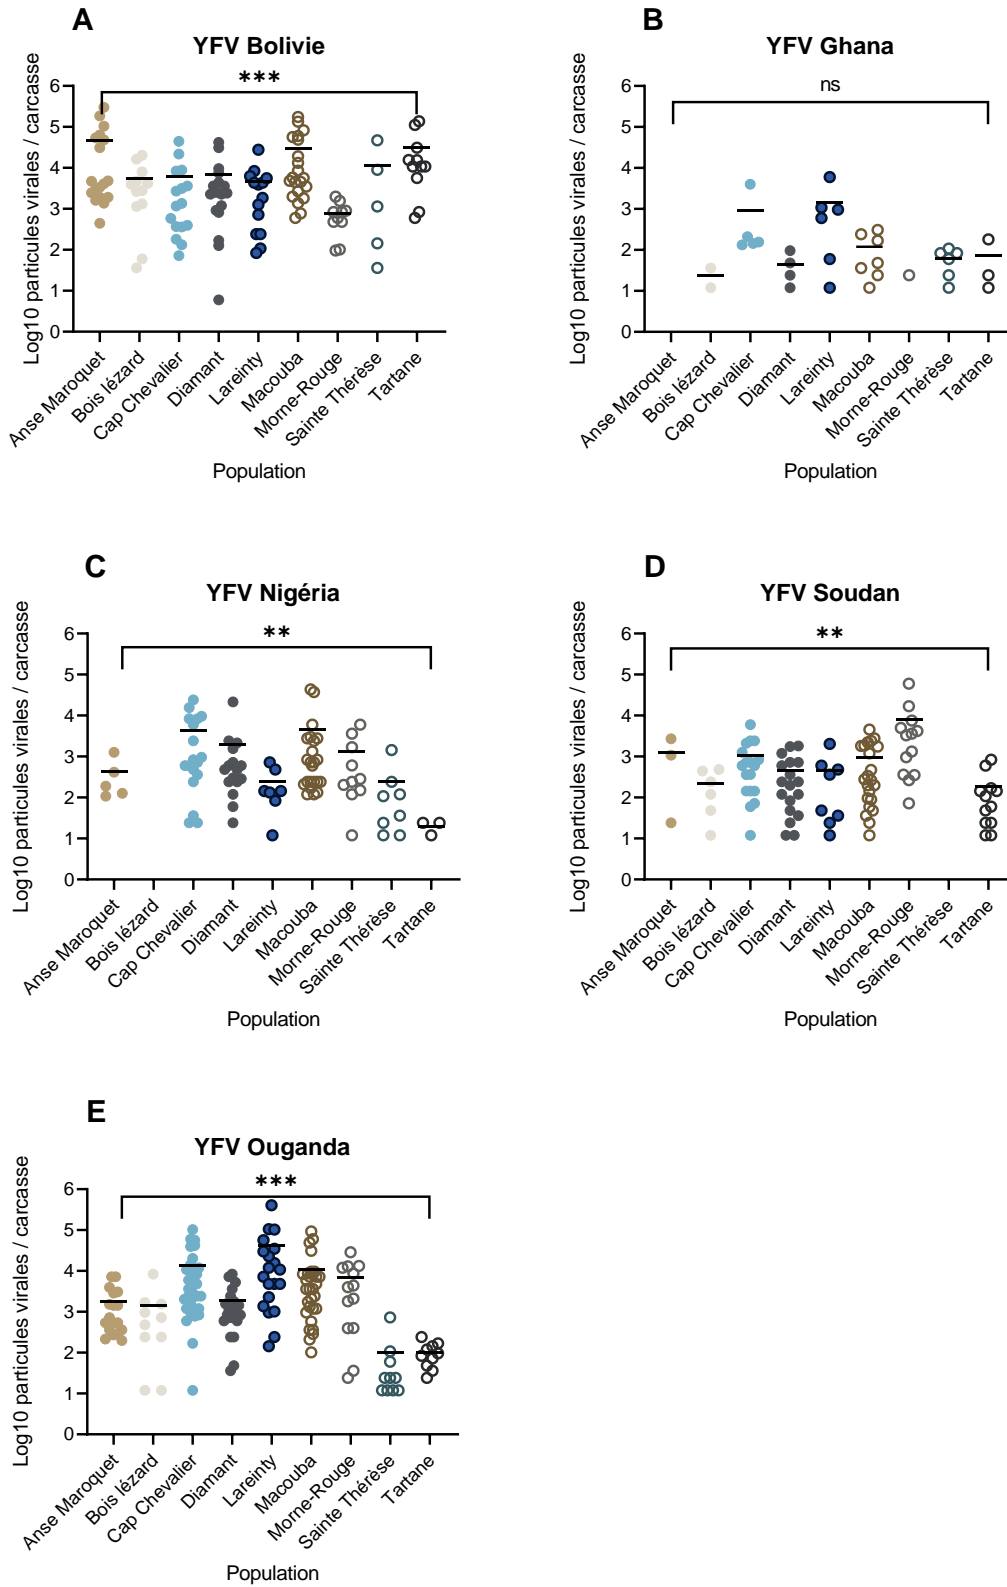 A
YFV Bolivie
***
Log10 particules virales / carcasse
6
5
4
3
2
1
0
Anse Maroquet
Bois lézard
Cap Chevalier
Diamant
Lareinty
Macouba
Morne-Rouge
Sainte Thérèse
Tartane
Population
B
YFV Ghana
ns
Log10 particules virales / carcasse
6
5
4
3
2
1
0
Anse Maroquet
Bois lézard
Cap Chevalier
Diamant
Lareinty
Macouba
Morne-Rouge
Sainte Thérèse
Tartane
Population
C
YFV Nigéria
**
Log10 particules virales / carcasse
6
5
4
3
2
1
0
Anse Maroquet
Bois lézard
Cap Chevalier
Diamant
Lareinty
Macouba
Morne-Rouge
Sainte Thérèse
Tartane
Population
D
YFV Soudan
**
Log10 particules virales / carcasse
6
5
4
3
2
1
0
Anse Maroquet
Bois lézard
Cap Chevalier
Diamant
Lareinty
Macouba
Morne-Rouge
Sainte Thérèse
Tartane
Population
E
YFV Ouganda
***
Log10 particules virales / carcasse
6
5
4
3
2
1
0
Anse Maroquet
Bois lézard
Cap Chevalier
Diamant
Lareinty
Macouba
Morne-Rouge
Sainte Thérèse
Tartane
Population